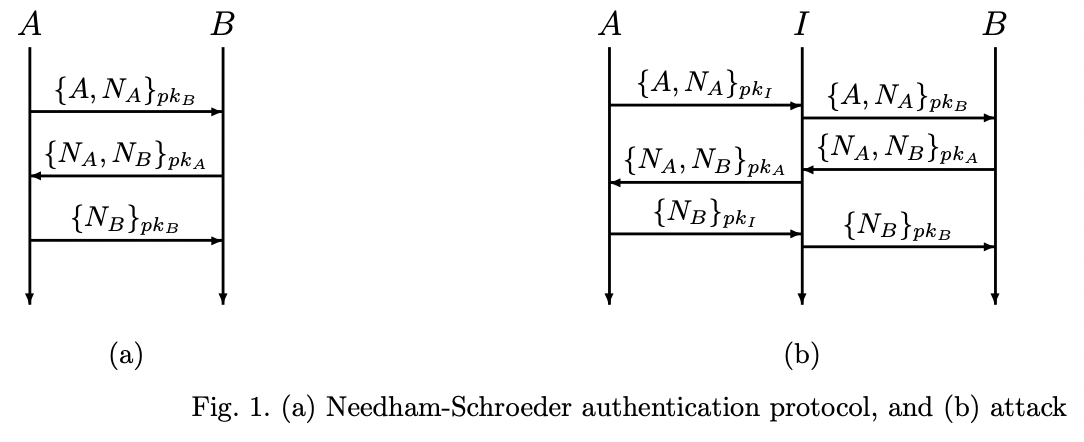 A B A I B
{A, N_A}_{pk_B} {A, N_A}_{pk_I} {A, N_A}_{pk_B}
{N_A, N_B}_{pk_A} {N_A, N_B}_{pk_A} {N_A, N_B}_{pk_A}
{N_B}_{pk_B} {N_B}_{pk_I} {N_B}_{pk_B}
(a) (b)
Fig. 1. (a) Needham-Schroeder authentication protocol, and (b) attack